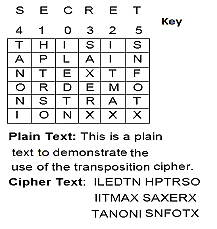 S E C R E T
Key
4 1 0 3 2 5
T H I S I S
A P L A I N
N T E X T F
O R D E M O
N S T R A T
I O N X X X
Plain Text: This is a plain
text to demonstrate the
use of the transposition cipher.
Cipher Text: ILEDTN HPTRSO
IITMAX SAXERX
TANONI SNFOTX